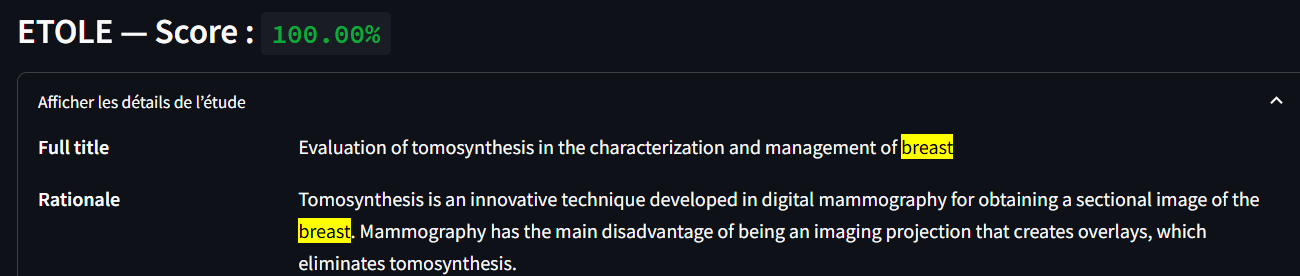 ETOLE — Score : 100.00%
Afficher les détails de l’étude
Full title Evaluation of tomosynthesis in the characterization and management of breast
Rationale Tomosynthesis is an innovative technique developed in digital mammography for obtaining a sectional image of the
breast. Mammography has the main disadvantage of being an imaging projection that creates overlays, which
eliminates tomosynthesis.